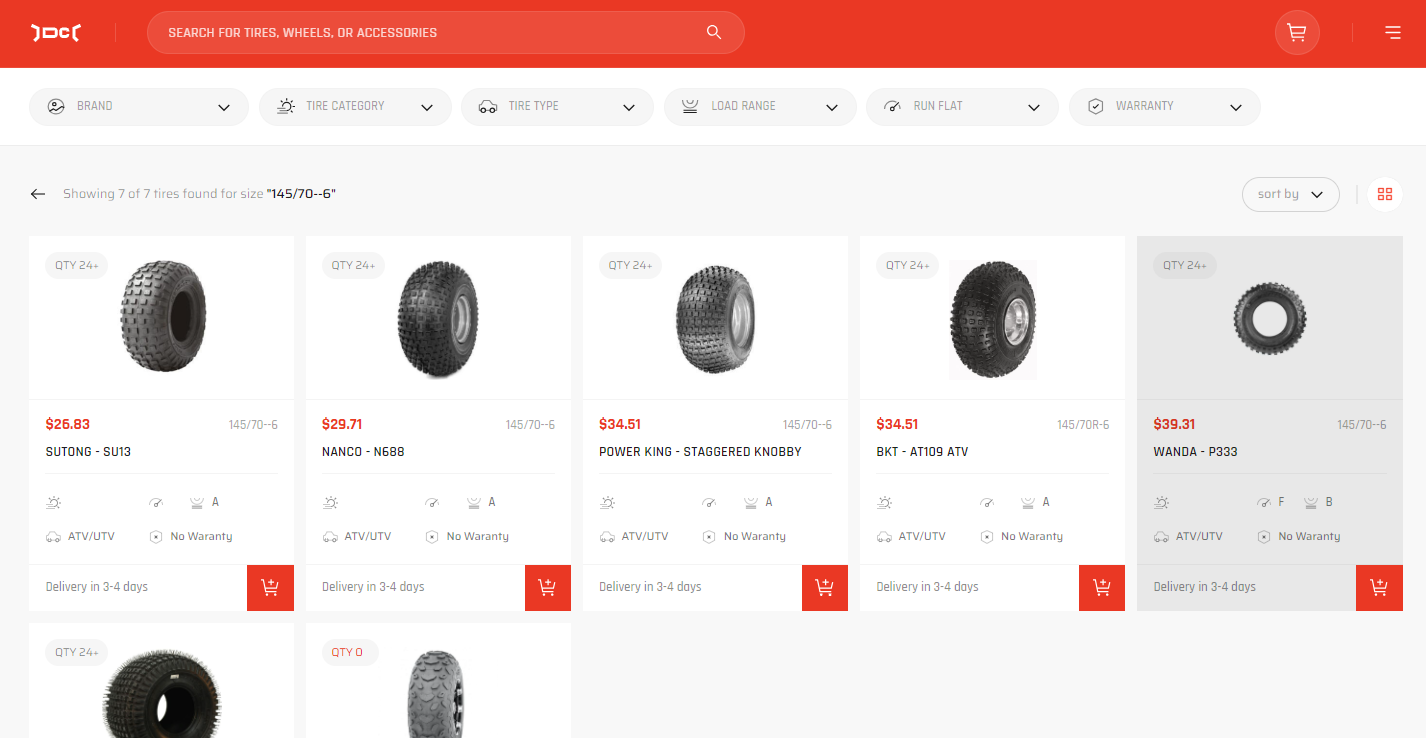 DC
SEARCH FOR TIRES, WHEELS, OR ACCESSORIES
BRAND
TIRE CATEGORY
TIRE TYPE
LOAD RANGE
RUN FLAT
WARRANTY
Showing 7 of 7 tires found for size "145/70--6"
sort by
QTY 24+
$26.83
145/70--6
SUTONG - SU13
A
ATV/UTV
No Waranty
Delivery in 3-4 days
QTY 24+
$29.71
145/70--6
NANCO - N688
A
ATV/UTV
No Waranty
Delivery in 3-4 days
QTY 24+
$34.51
145/70--6
POWER KING - STAGGERED KNOBBY
A
ATV/UTV
No Waranty
Delivery in 3-4 days
QTY 24+
$34.51
145/70R-6
BKT - AT109 ATV
A
ATV/UTV
No Waranty
Delivery in 3-4 days
QTY 24+
$39.31
145/70--6
WANDA - P333
F
B
ATV/UTV
No Waranty
Delivery in 3-4 days
QTY 24+
QTY 0